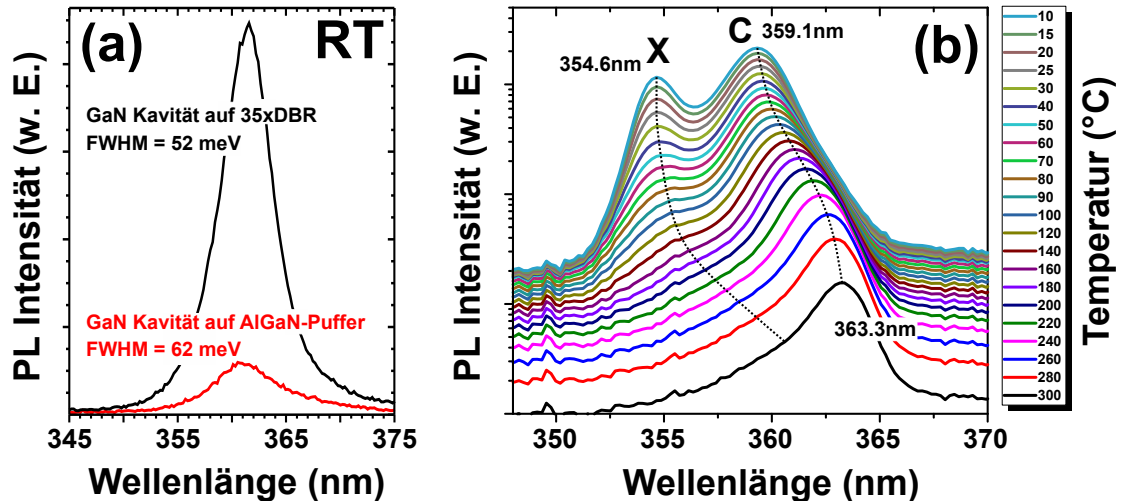 (a)
RT
GaN Kavität auf 35xDBR
FWHM = 52 meV
GaN Kavität auf AlGaN-Puffer
FWHM = 62 meV
PL Intensität (w. E.)
345
355
365
375
Wellenlänge (nm)
(b)
X
354.6nm
C
359.1nm
363.3nm
PL Intensität (w. E.)
350
355
360
365
370
Wellenlänge (nm)
10
15
20
25
30
40
50
60
70
80
90
100
120
140
160
180
200
220
240
260
280
300
Temperatur (°C)